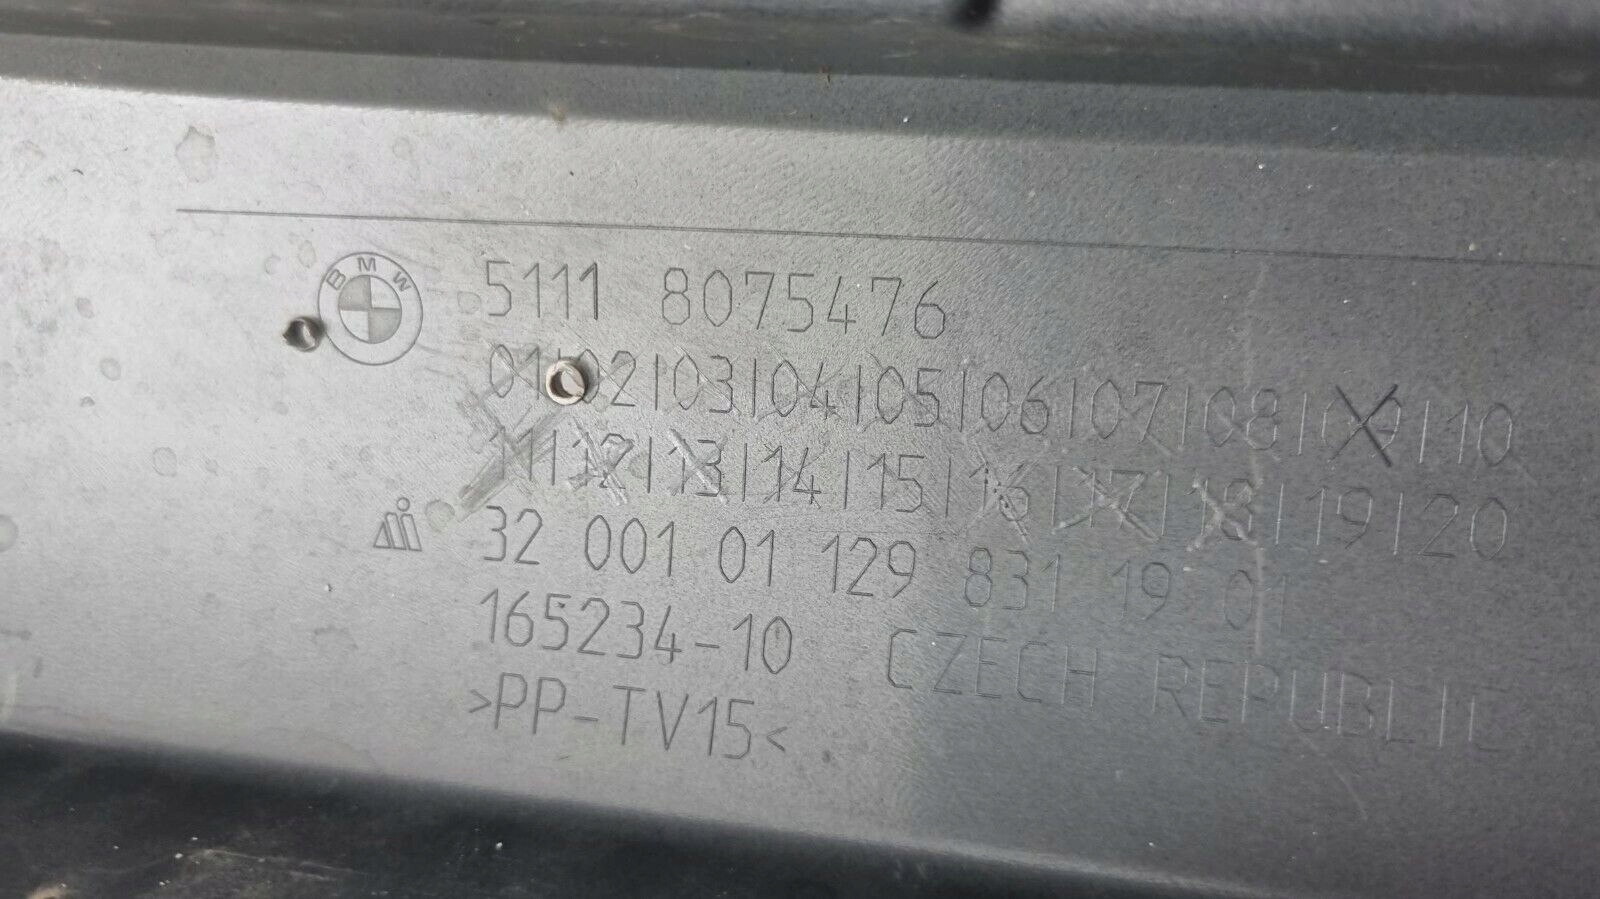 BMW
5111 8075476
01|02|03|04|05|06|07|08|09|10
11|12|13|14|15|16|17|18|19|20
32 001 01 129 831 19 01
165234-10 CZECH REPUBLIC
>PP-TV15<